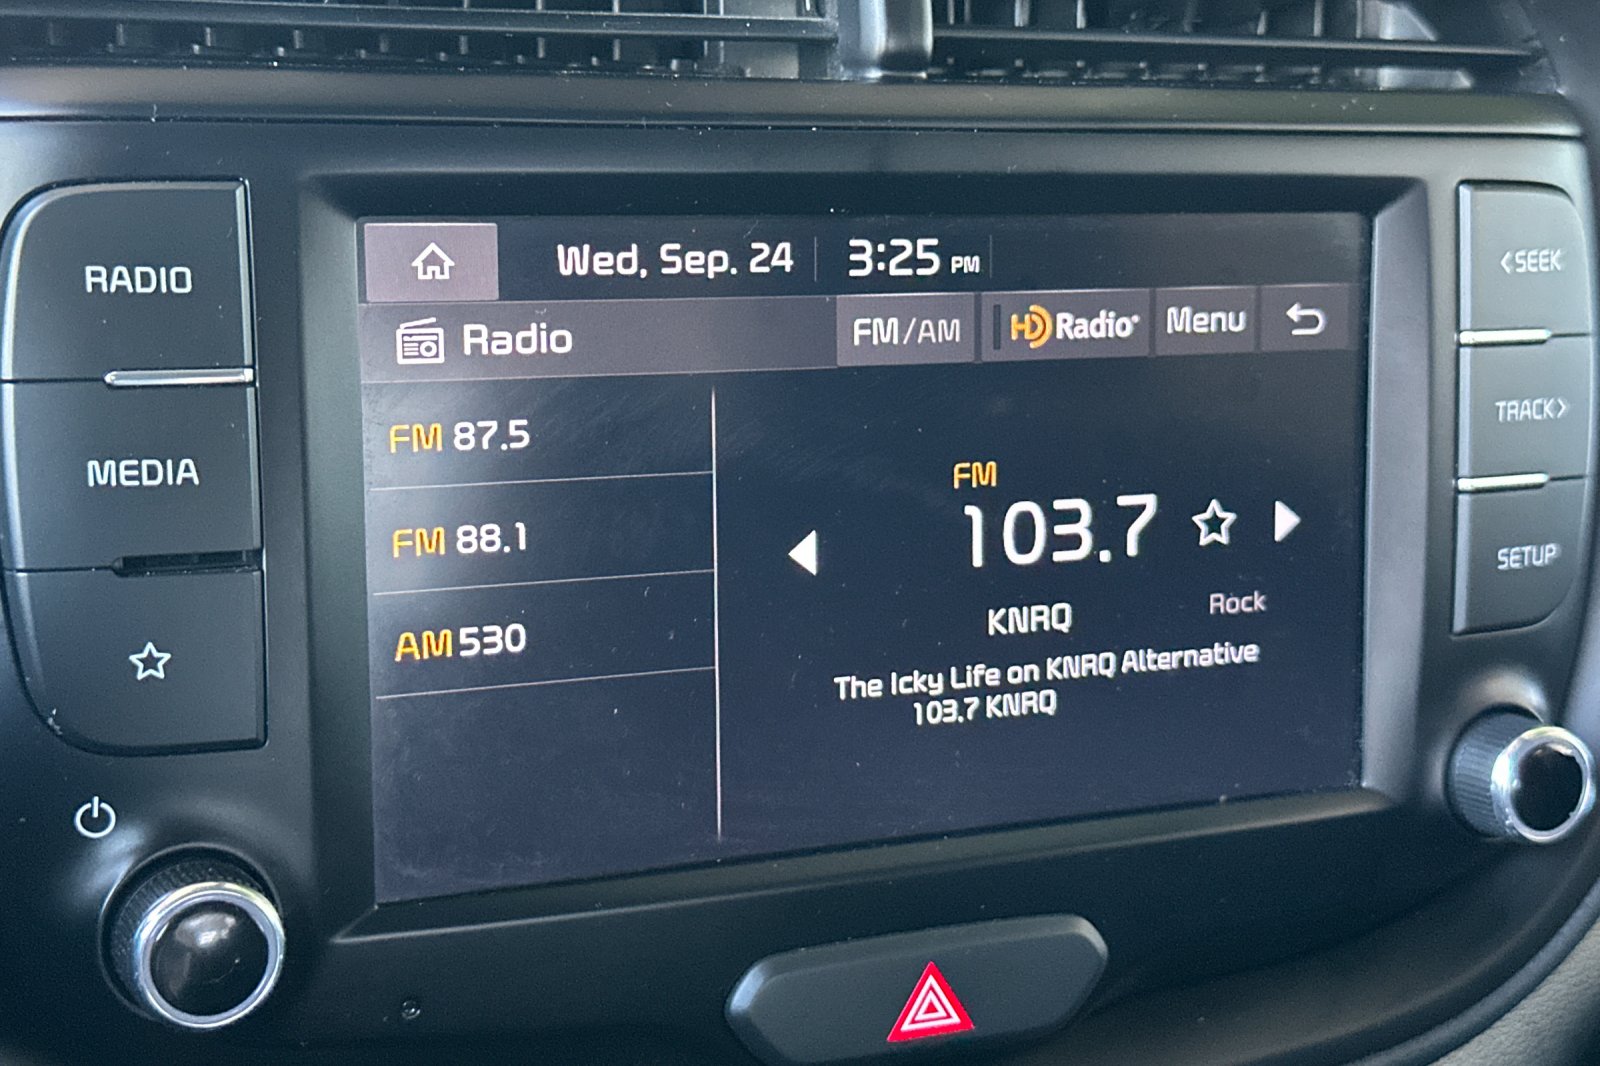 RADIO
MEDIA
Wed, Sep. 24 3:25 PM
Radio FM/AM HD Radio Menu
FM 87.5
FM 88.1
AM 530
FM
103.7
KNRQ
Rock
The Icky Life on KNRQ Alternative
103.7 KNRQ
<SEEK
TRACK>
SETUP